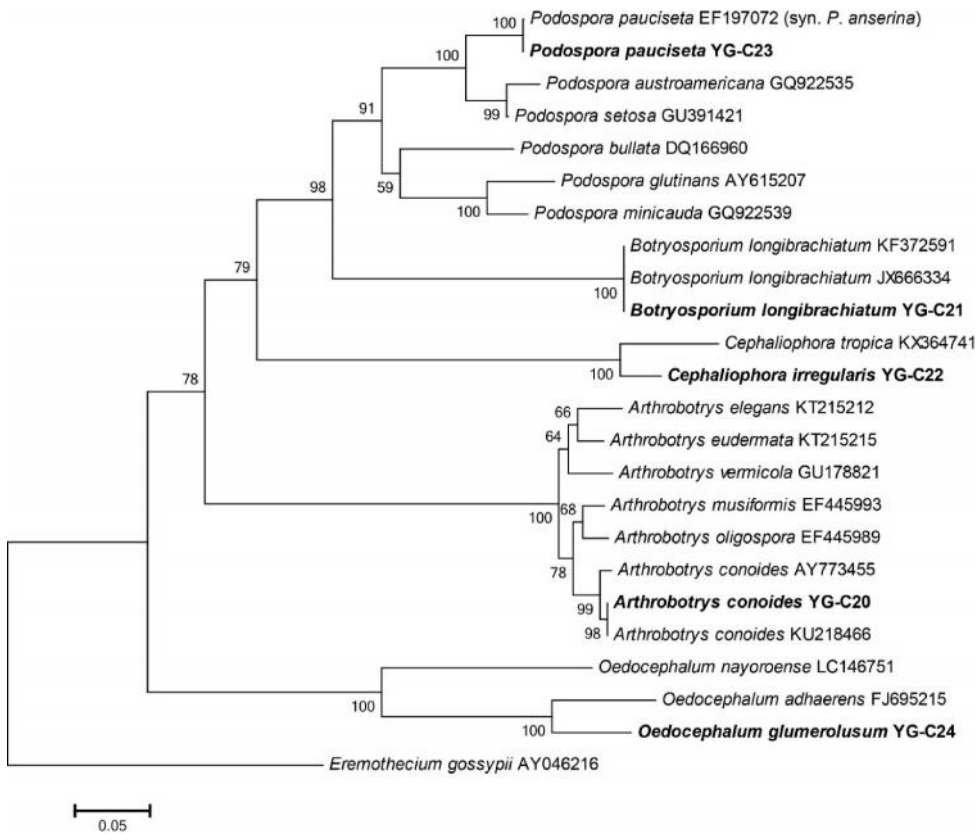 100
Podospora pauciseta EF197072 (syn. P. anserina)
Podospora pauciseta YG-C23
100
Podospora austroamericana GQ922535
91
99
Podospora setosa GU391421
Podospora bullata DQ166960
98
59
Podospora glutinans AY615207
100
Podospora minicauda GQ922539
Botryosporium longibrachiatum KF372591
79
Botryosporium longibrachiatum JX666334
100
Botryosporium longibrachiatum YG-C21
Cephaliophora tropica KX364741
78
100
Cephaliophora irregularis YG-C22
66
Arthrobotrys elegans KT215212
64
Arthrobotrys eudermata KT215215
Arthrobotrys vermicola GU178821
68
Arthrobotrys musiformis EF445993
100
Arthrobotrys oligospora EF445989
78
Arthrobotrys conoides AY773455
99
Arthrobotrys conoides YG-C20
98
Arthrobotrys conoides KU218466
Oedocephalum nayoroense LC146751
100
Oedocephalum adhaerens FJ695215
100
Oedocephalum glumerolusum YG-C24
Eremothecium gossypii AY046216
0.05